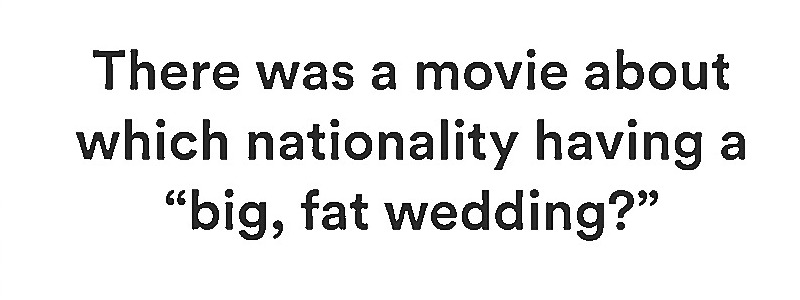 There was a movie about
which nationality having a
“big, fat wedding?”